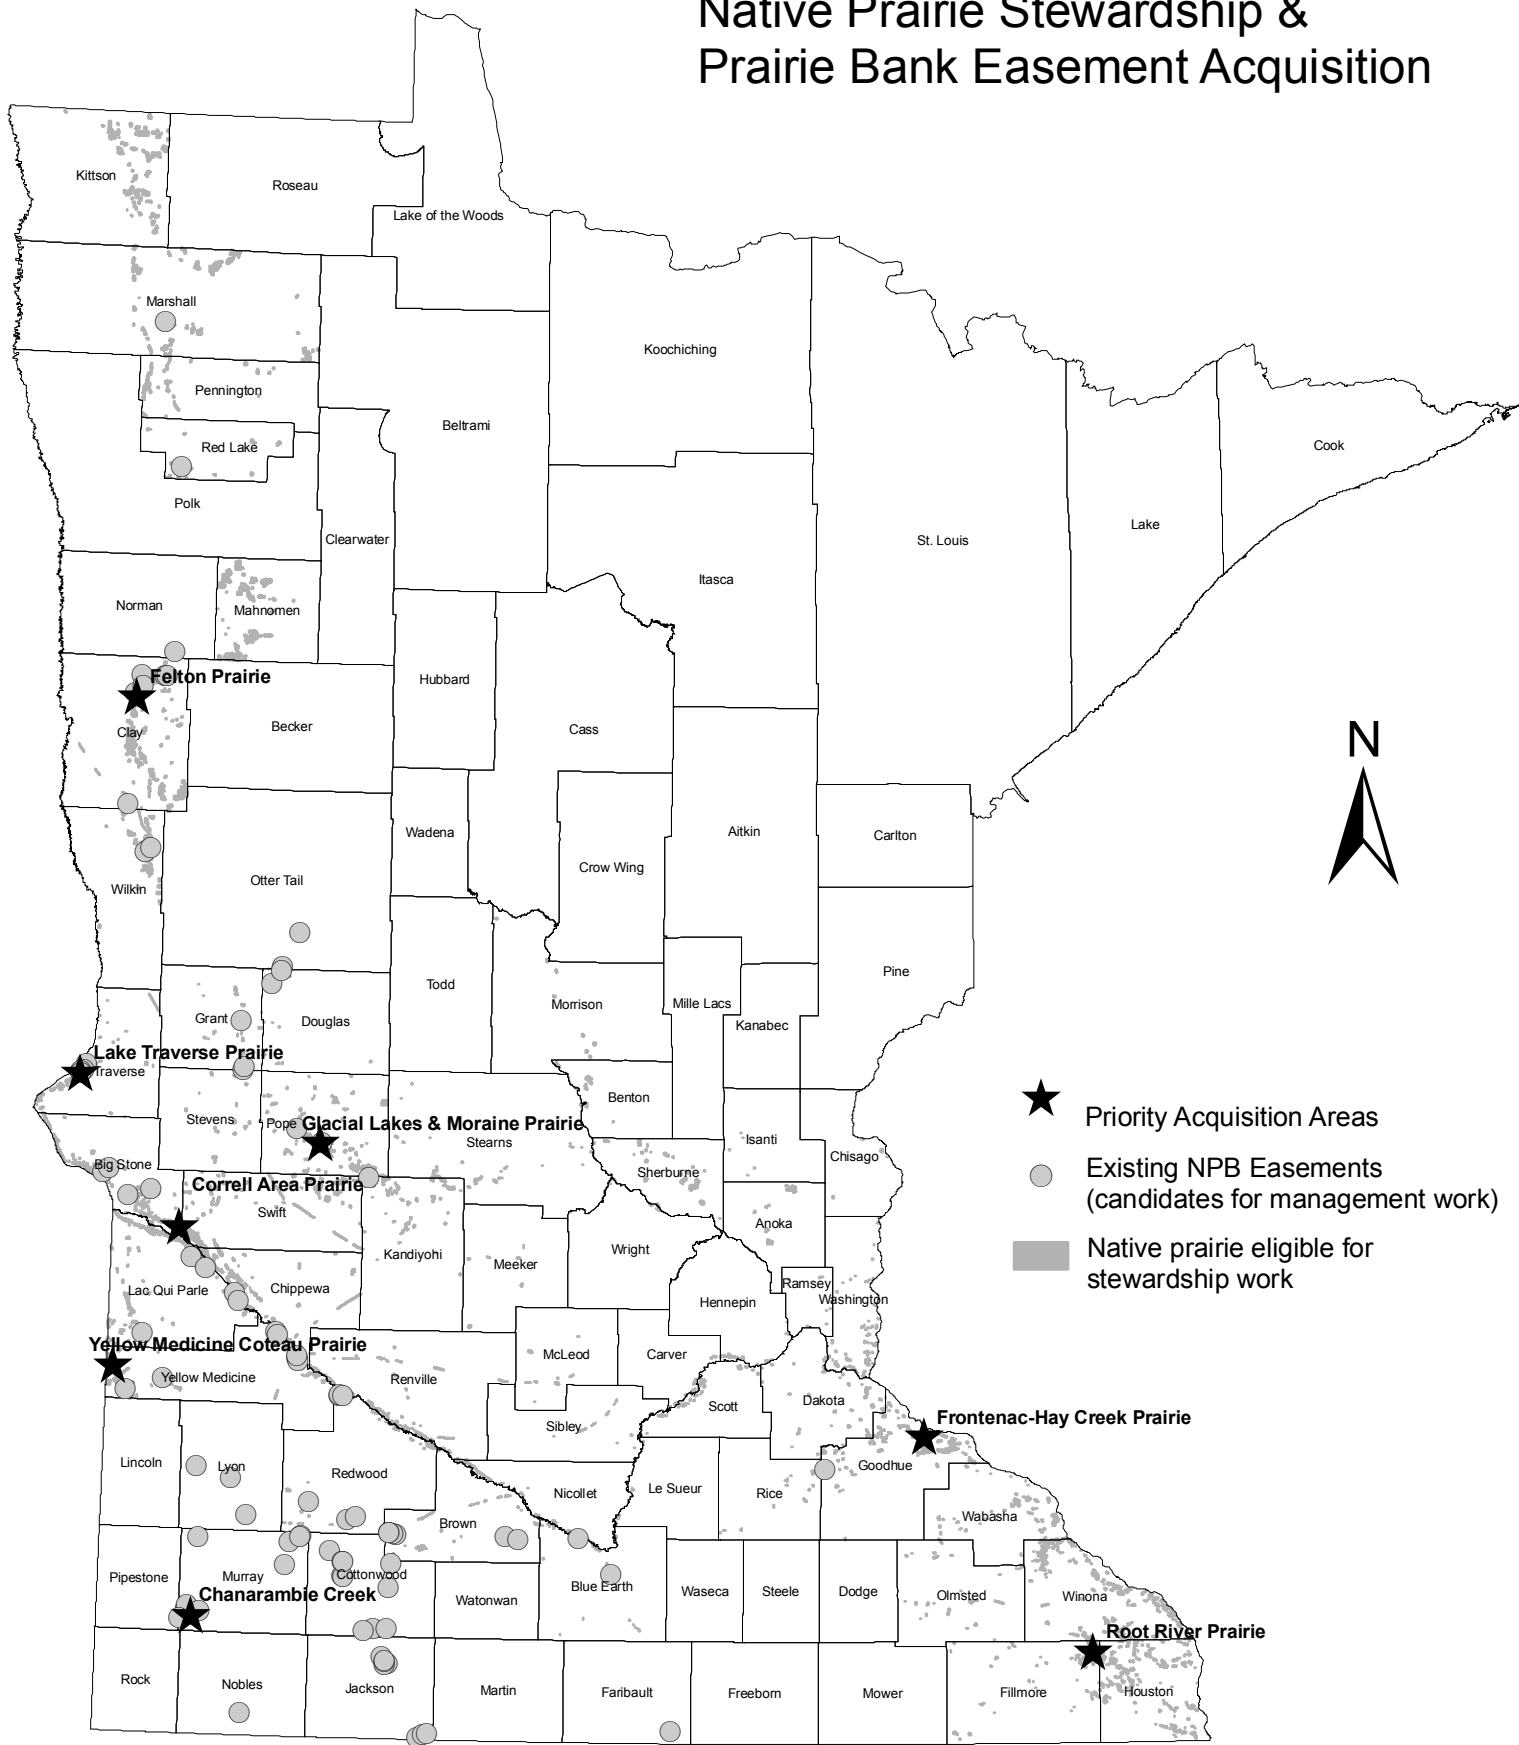 Native Prairie Stewardship &
Prairie Bank Easement Acquisition
Kittson
Roseau
Lake of the Woods
Marshall
Koochiching
Pennington
Beltrami
Red Lake
Cook
Polk
Lake
Clearwater
St. Louis
Itasca
Norman
Mahnomen
Felton Prairie
Hubbard
Clay
Becker
Cass
N
Wadena
Aitkin
Carlton
Crow Wing
Otter Tail
Wilkin
Pine
Todd
Morrison
Mille Lacs
Grant
Douglas
Kanabec
Lake Traverse Prairie
Traverse
Benton
Stevens
Pope
Glacial Lakes & Moraine Prairie
Stearns
Isanti
Chisago
Big Stone
Sherburne
Correll Area Prairie
Swift
Anoka
Kandiyohi
Wright
Meeker
Lac Qui Parle
Chippewa
Ramsey
Hennepin
Washington
Priority Acquisition Areas
Existing NPB Easements
(candidates for management work)
Native prairie eligible for
stewardship work
Yellow Medicine Coteau Prairie
McLeod
Carver
Yellow Medicine
Renville
Scott
Dakota
Frontenac-Hay Creek Prairie
Sibley
Lincoln
Lyon
Redwood
Goodhue
Nicollet
Le Sueur
Rice
Brown
Wabasha
Pipestone
Murray
Cottonwood
Blue Earth
Waseca
Steele
Dodge
Olmsted
Winona
Chanarambie Creek
Watonwan
Root River Prairie
Rock
Nobles
Jackson
Martin
Faribault
Freeborn
Mower
Fillmore
Houston